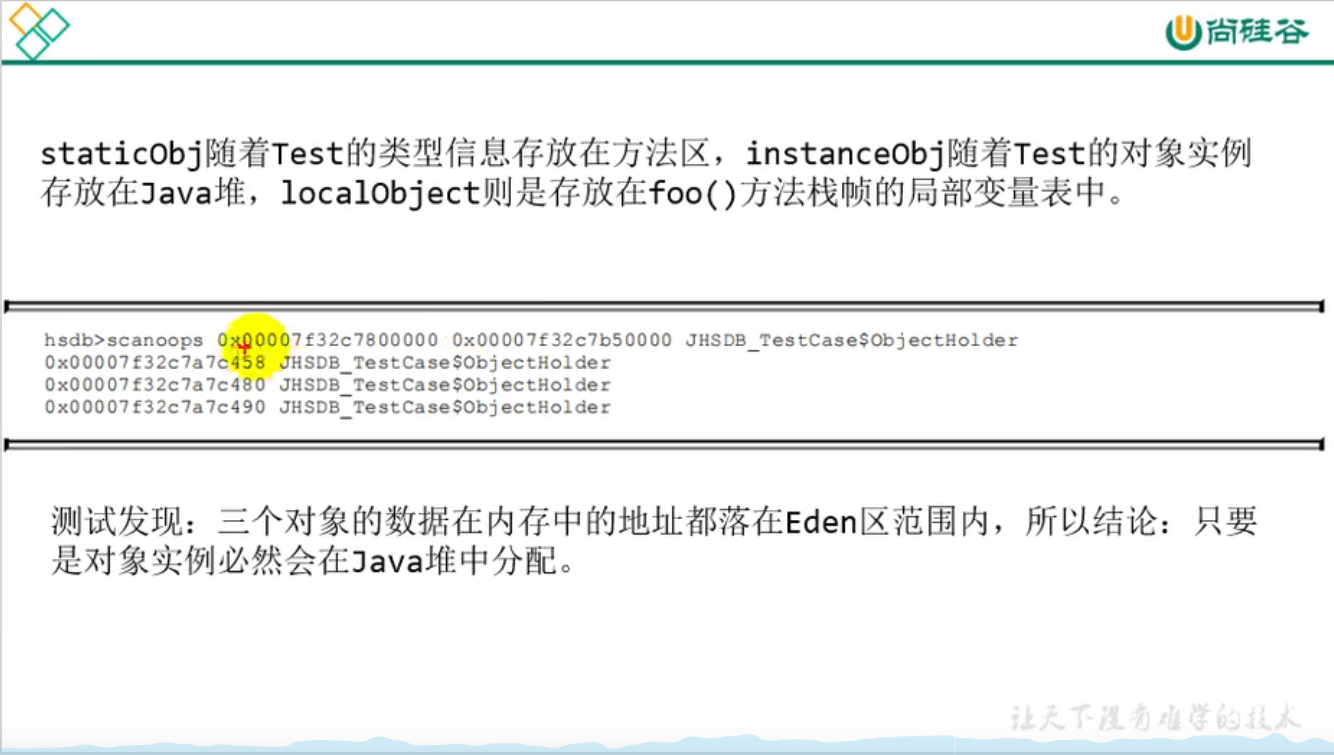 尚硅谷
staticObj随着Test的类型信息存放在方法区，instanceObj随着Test的对象实例
存放在Java堆，localObject则是存放在foo()方法栈帧的局部变量表中。
hsdb>scanoops 0x00007f32c7800000 0x00007f32c7b50000 JHSDB_TestCase$ObjectHolder
0x00007f32c7a7c458 JHSDB_TestCase$ObjectHolder
0x00007f32c7a7c480 JHSDB_TestCase$ObjectHolder
0x00007f32c7a7c490 JHSDB_TestCase$ObjectHolder
测试发现：三个对象的数据在内存中的地址都落在Eden区范围内，所以结论：只要
是对象实例必然会在Java堆中分配。
让天下没有难学的技术